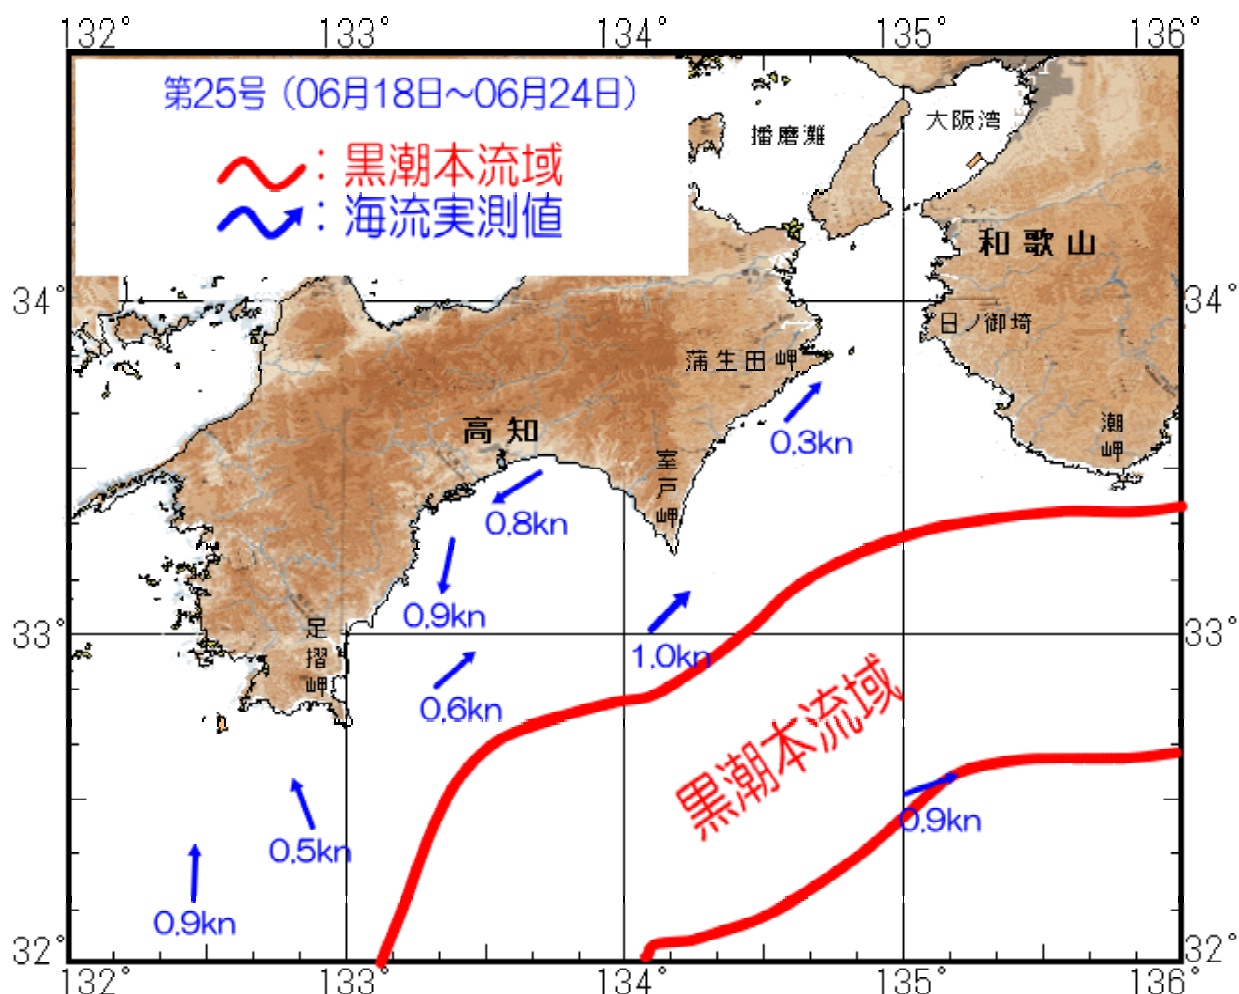 132° 133° 134° 135° 136°
第25号（06月18日～06月24日）
：黒潮本流域
：海流実測値
播磨灘
大阪湾
和歌山
34°
34°
日ノ御埼
蒲生田岬
潮岬
高知
0.3kn
室戸岬
0.8kn
0.9kn
足摺岬
33°
33°
1.0kn
0.6kn
黒潮本流域
0.9kn
0.5kn
0.9kn
32°
32°
132° 133° 134° 135° 136°